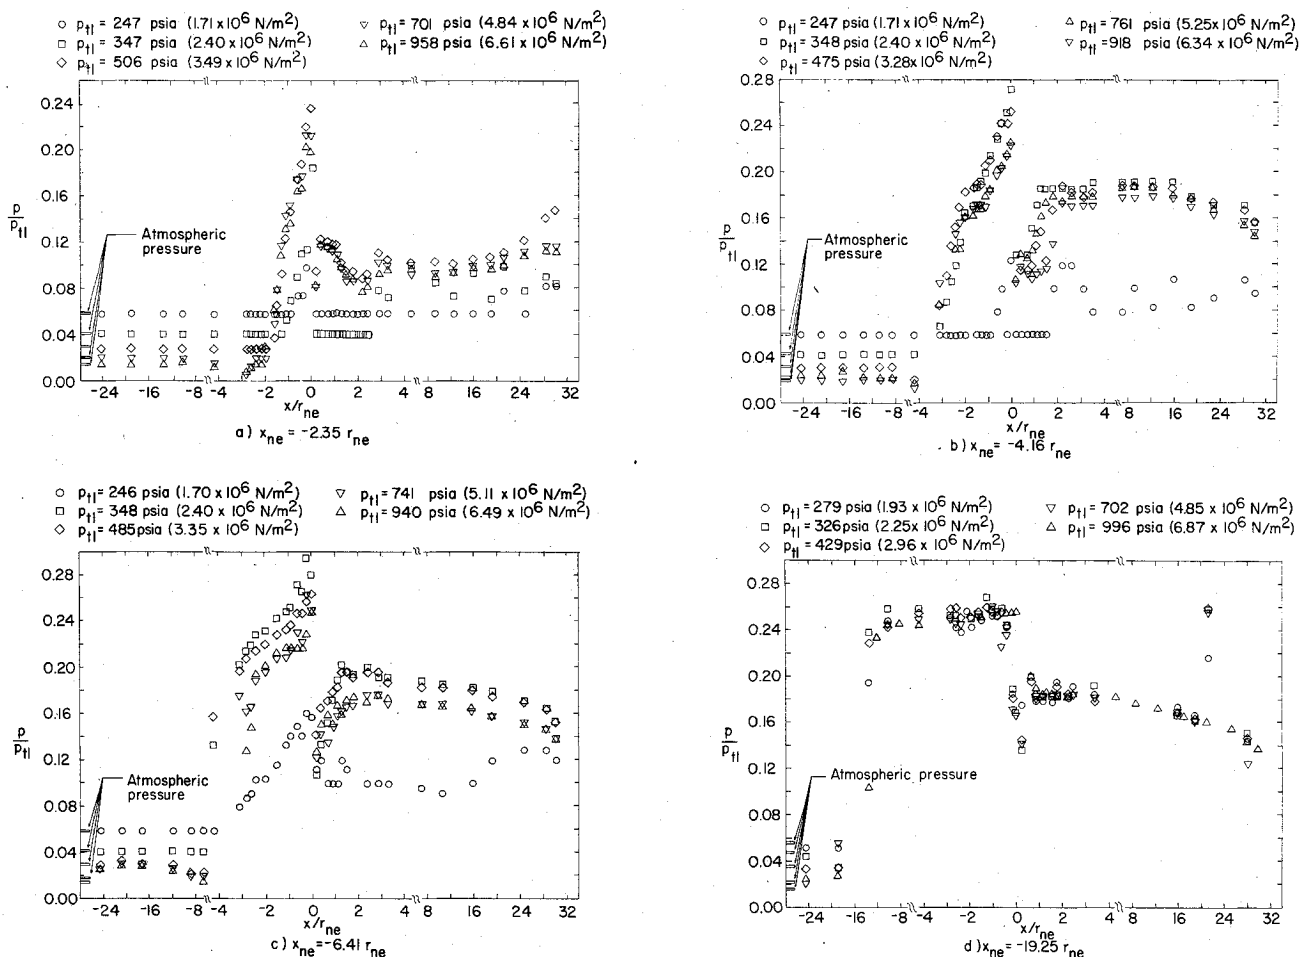 ○ p_tl = 247 psia (1.71 x 10^6 N/m^2)
□ p_tl = 347 psia (2.40 x 10^6 N/m^2)
◇ p_tl = 506 psia (3.49 x 10^6 N/m^2)
▽ p_tl = 701 psia (4.84 x 10^6 N/m^2)
△ p_tl = 958 psia (6.61 x 10^6 N/m^2)
0.24
0.20
0.16
0.12
0.08
0.04
0.00
p/p_tl
Atmospheric
pressure
-24 -16 -8 -4 -2 0 2 4 8 16 24 30
x/r_ne
a) x_ne = -2.35 r_ne
○ p_tl = 247 psia (1.71 x 10^6 N/m^2)
□ p_tl = 348 psia (2.40 x 10^6 N/m^2)
◇ p_tl = 475 psia (3.28 x 10^6 N/m^2)
△ p_tl = 761 psia (5.25 x 10^6 N/m^2)
▽ p_tl = 918 psia (6.34 x 10^6 N/m^2)
0.28
0.24
0.20
0.16
0.12
0.08
0.04
0.00
p/p_tl
Atmospheric
pressure
-24 -16 -8 -4 -2 0 2 4 8 16 24 32
x/r_ne
b) x_ne = -4.16 r_ne
○ p_tl = 246 psia (1.70 x 10^6 N/m^2)
□ p_tl = 348 psia (2.40 x 10^6 N/m^2)
◇ p_tl = 485 psia (3.35 x 10^6 N/m^2)
▽ p_tl = 741 psia (5.11 x 10^6 N/m^2)
△ p_tl = 940 psia (6.49 x 10^6 N/m^2)
0.28
0.24
0.20
0.16
0.12
0.08
0.04
0.00
p/p_tl
Atmospheric
pressure
-24 -16 -8 -4 -2 0 2 4 8 16 24 32
x/r_ne
c) x_ne = -6.41 r_ne
○ p_tl = 279 psia (1.93 x 10^6 N/m^2)
□ p_tl = 326 psia (2.25 x 10^6 N/m^2)
◇ p_tl = 429 psia (2.96 x 10^6 N/m^2)
▽ p_tl = 702 psia (4.85 x 10^6 N/m^2)
△ p_tl = 996 psia (6.87 x 10^6 N/m^2)
0.28
0.24
0.20
0.16
0.12
0.08
0.04
0.00
p/p_tl
Atmospheric
pressure
-24 -16 -8 -4 -2 0 2 4 8 16 24 32
x/r_ne
d) x_ne = -19.25 r_ne